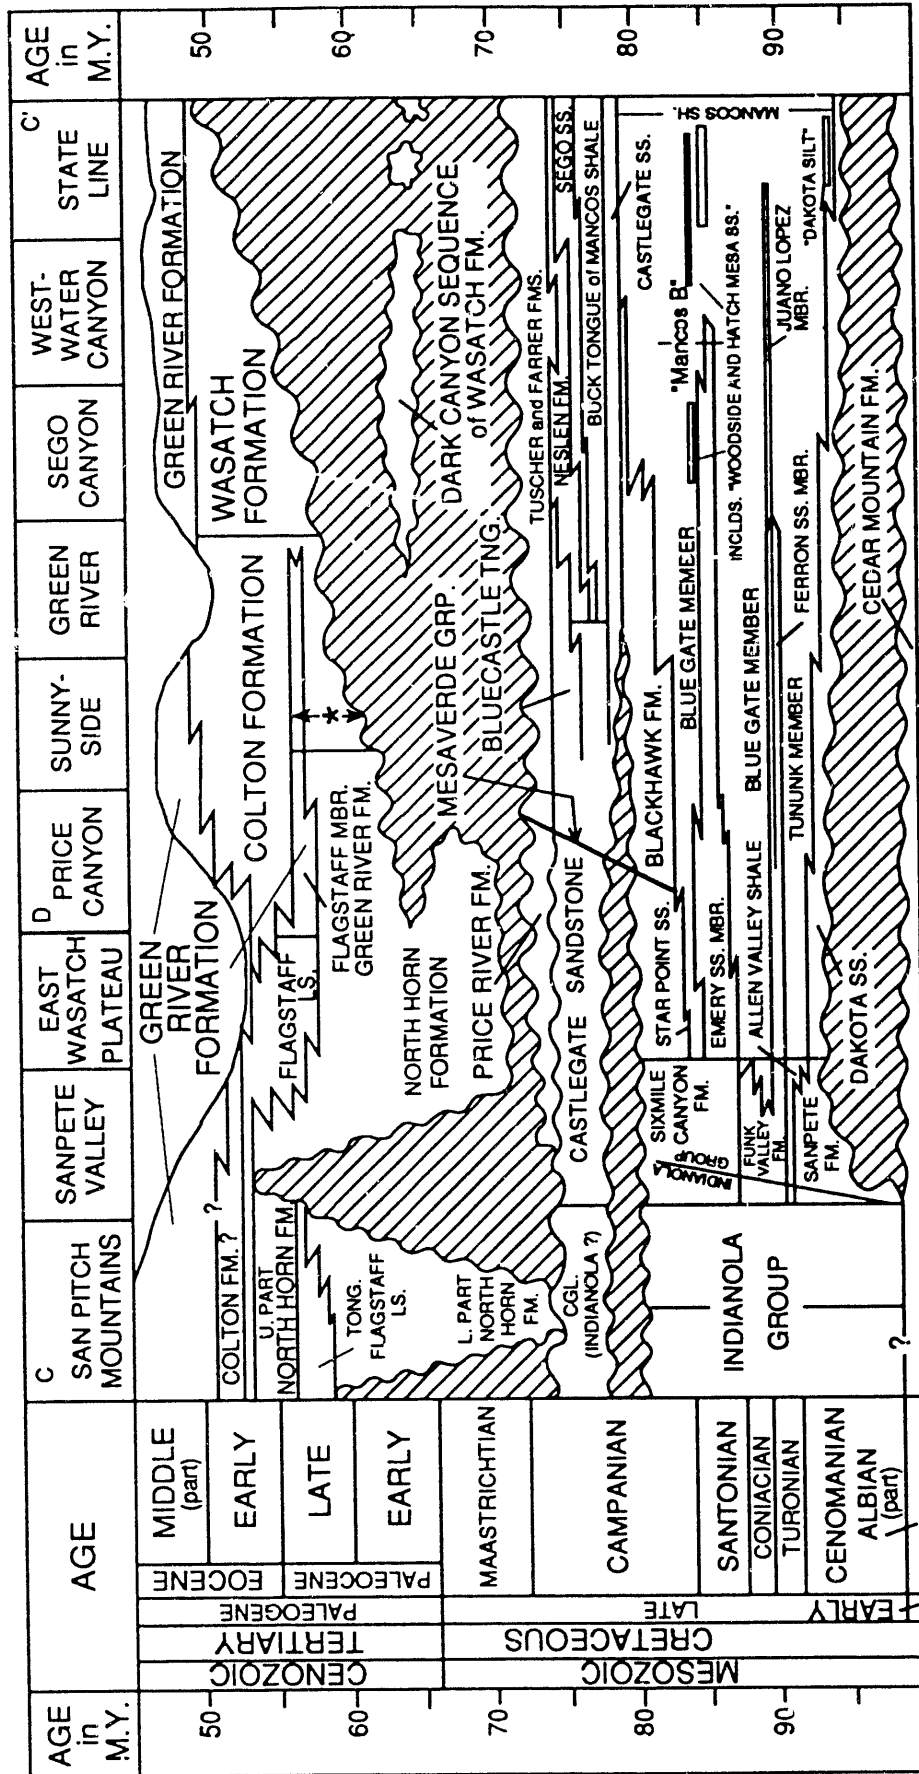 AGE
in
M.Y.
AGE
C
SAN PITCH
MOUNTAINS
SANPETE
VALLEY
EAST
WASATCH
PLATEAU
D
PRICE
CANYON
SUNNY-
SIDE
GREEN
RIVER
SEGO
CANYON
WEST-
WATER
CANYON
C'
STATE
LINE
AGE
in
M.Y.
50
60
70
80
90
CENOZOIC
MESOZOIC
TERTIARY
CRETACEOUS
PALEOGENE
LATE
EARLY
EOCENE
PALEOCENE
MIDDLE
(part)
EARLY
LATE
EARLY
MAASTRICHTIAN
CAMPANIAN
SANTONIAN
CONIACIAN
TURONIAN
CENOMANIAN
ALBIAN
(part)
GREEN
RIVER
FORMATION
GREEN RIVER FORMATION
COLTON FM.?
?
COLTON FORMATION
WASATCH
FORMATION
U. PART
NORTH HORN FM.
FLAGSTAFF
LS.
TONG.
FLAGSTAFF
LS.
FLAGSTAFF MBR.
GREEN RIVER FM.
*
L. PART
NORTH
HORN
FM.
NORTH HORN
FORMATION
DARK CANYON SEQUENCE
of WASATCH FM.
PRICE RIVER FM.
MESAVERDE GRP.
BLUECASTLE TNG.
TUSCHER and FARRER FMS.
NESLEN FM.
SEGO SS.
BUCK TONGUE of MANCOS SHALE
CGL.
(INDIANOLA ?)
CASTLEGATE SANDSTONE
CASTLEGATE SS.
INDIANOLA
GROUP
SIXMILE
CANYON
FM.
INDIANOLA
GROUP
STAR POINT SS.
BLACKHAWK FM.
BLUE GATE MEMEER
"Mancos B"
MANCOS SH.
EMERY SS. MBR.
INCLDS. "WOODSIDE AND HATCH MESA SS."
FUNK
VALLEY
FM.
ALLEN VALLEY SHALE
BLUE GATE MEMBER
JUANO LOPEZ
MBR.
SANPETE
FM.
TUNUNK MEMBER
FERRON SS. MBR.
"DAKOTA SILT"
DAKOTA SS.
CEDAR MOUNTAIN FM.
?
50
60
70
80
90